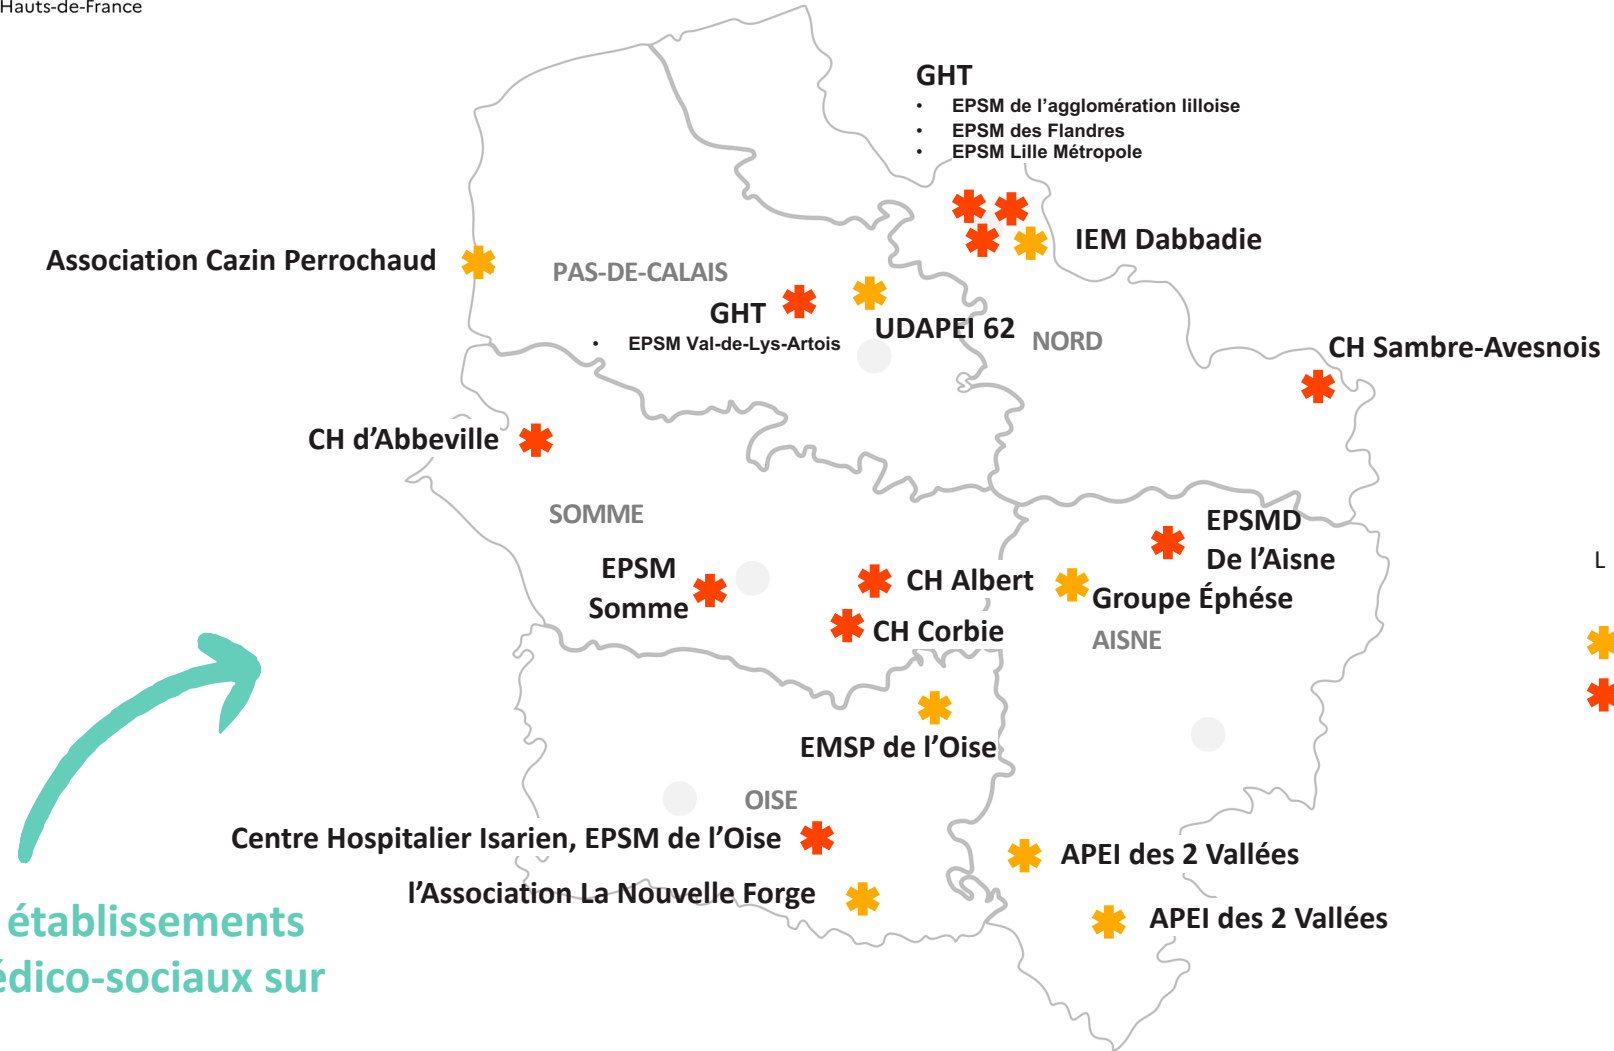 Hauts-de-France
GHT
• EPSM de l'agglomération lilloise
• EPSM des Flandres
• EPSM Lille Métropole
IEM Dabbadie
Association Cazin Perrochaud
PAS-DE-CALAIS
GHT
• EPSM Val-de-Lys-Artois
UDAPEI 62
NORD
CH Sambre-Avesnois
CH d'Abbeville
SOMME
EPSM
Somme
CH Albert
CH Corbie
EPSMD
De l'Aisne
Groupe Éphése
AISNE
L
EMSP de l'Oise
OISE
Centre Hospitalier Isarien, EPSM de l'Oise
l'Association La Nouvelle Forge
APEI des 2 Vallées
APEI des 2 Vallées
établissements
édico-sociaux sur